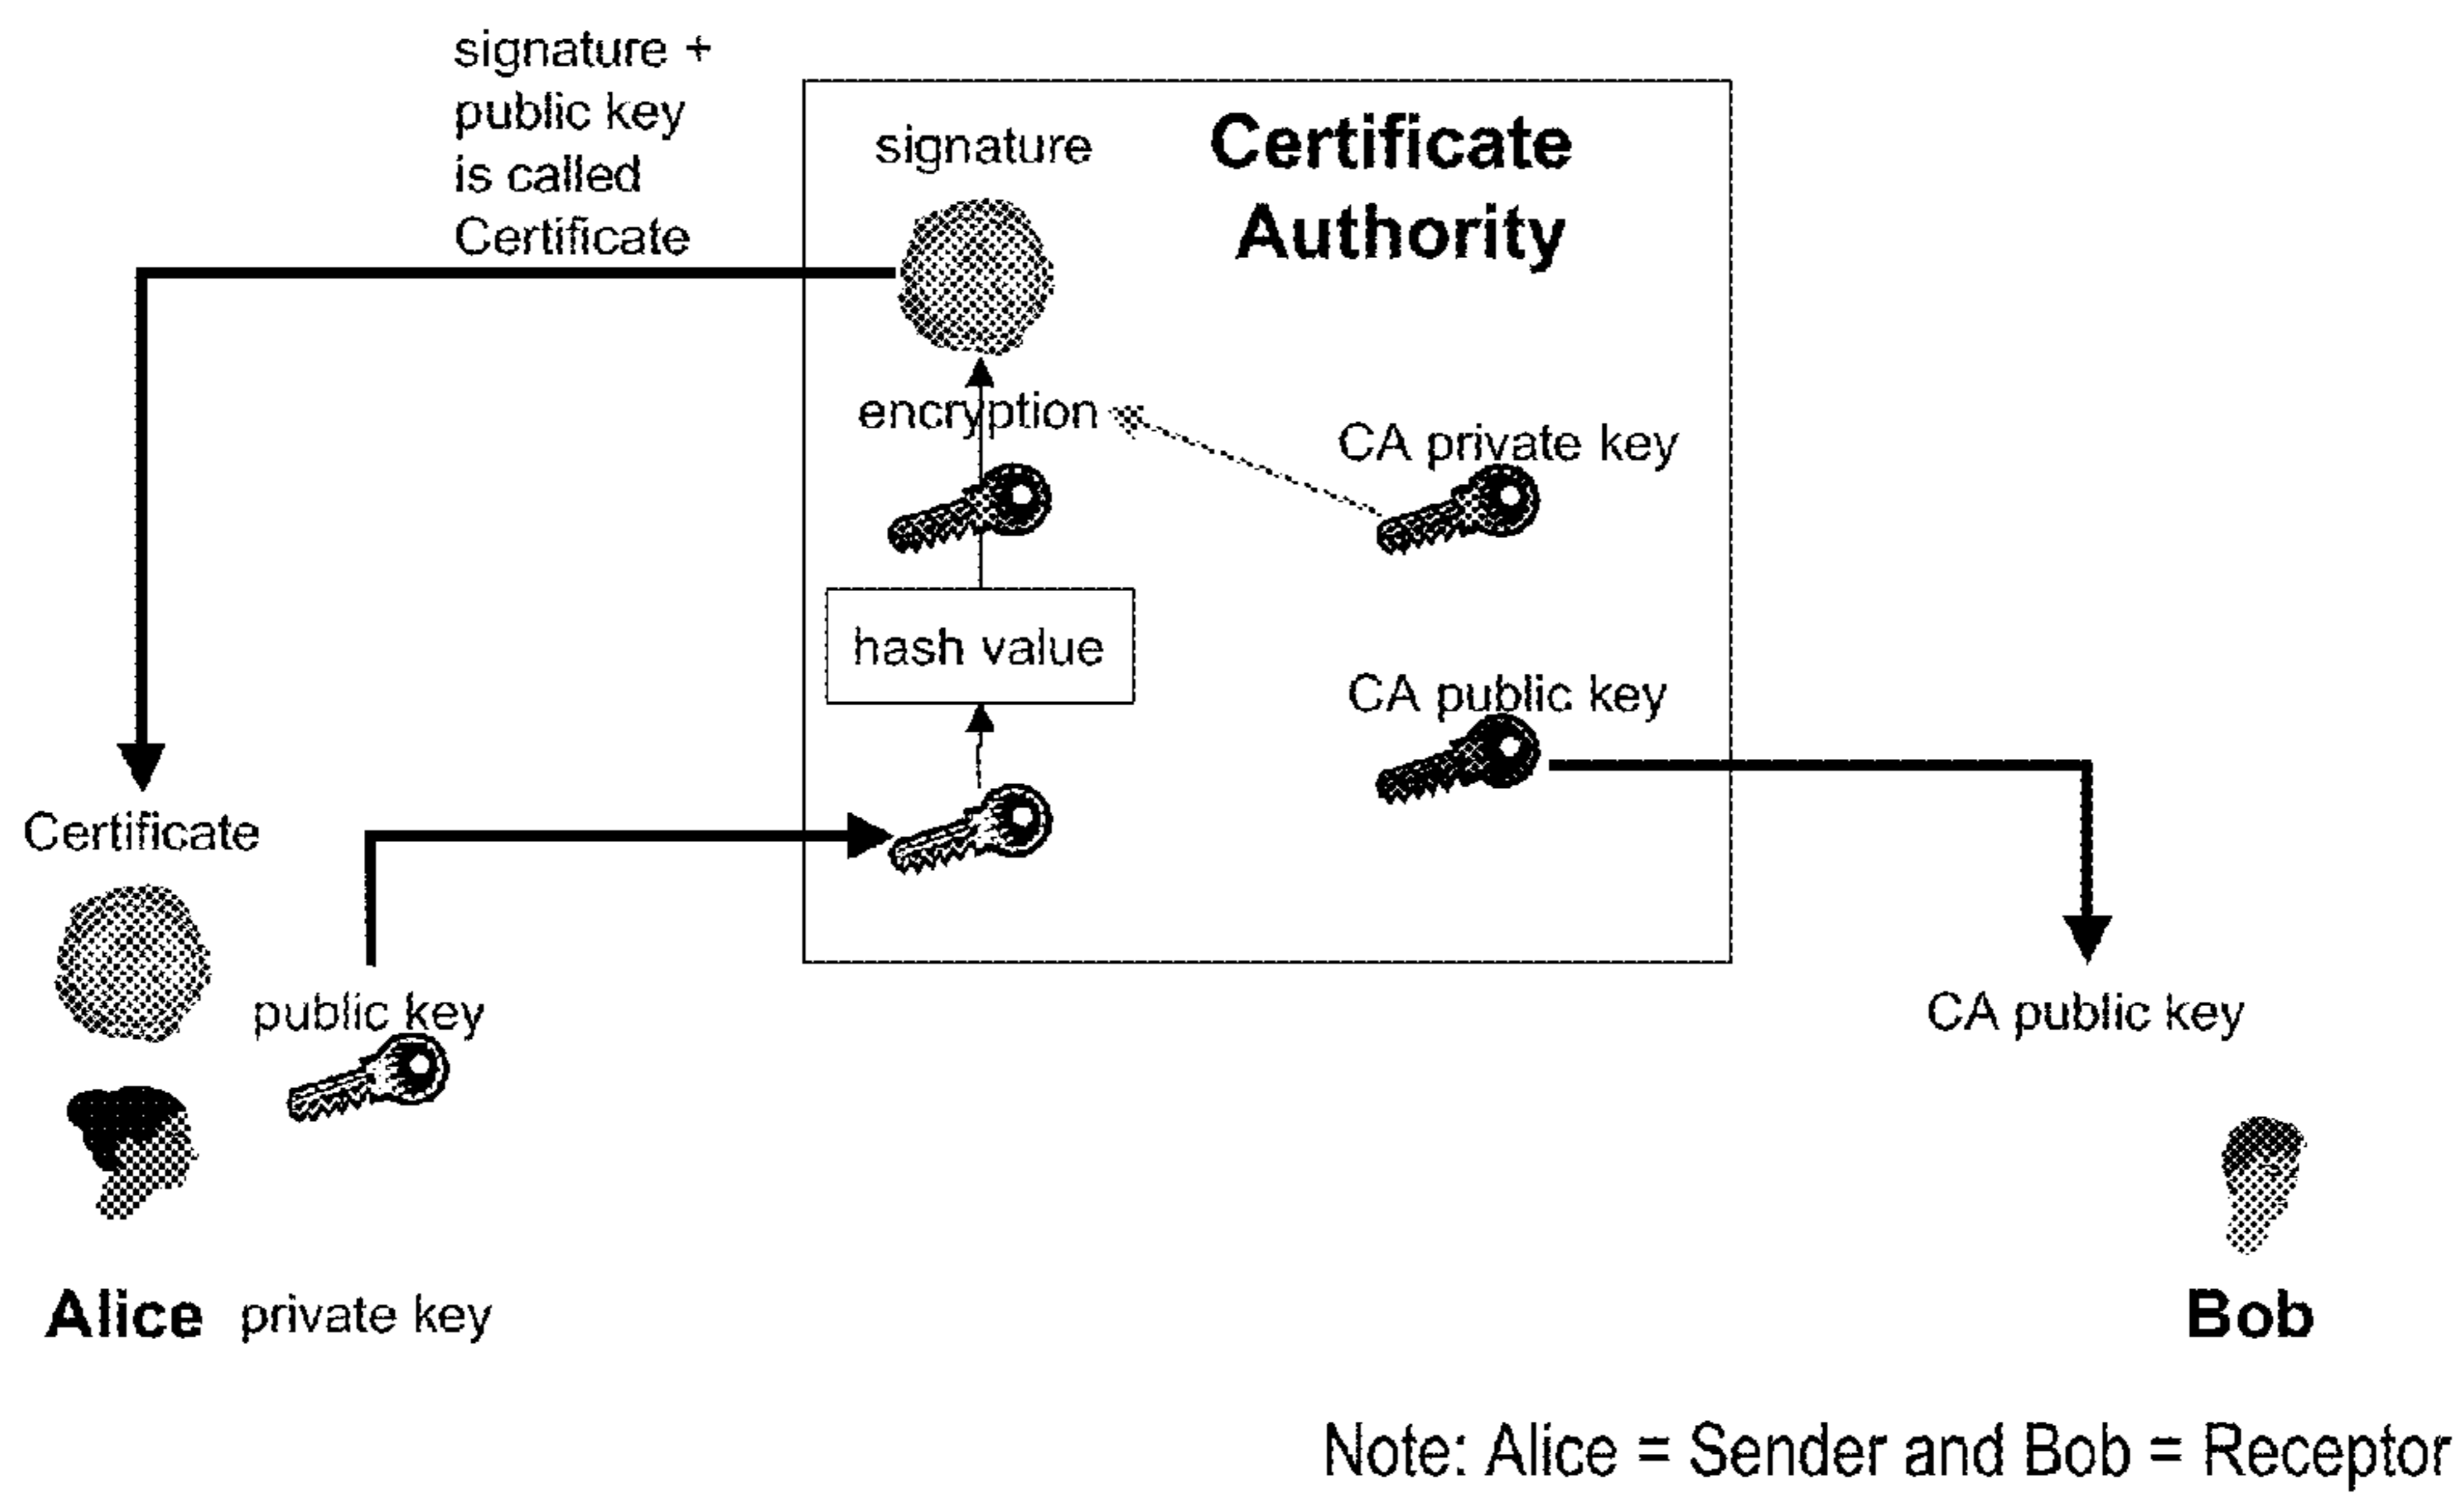 signature +
public key
is called
Certificate
signature
Certificate
Authority
encryption
CA private key
hash value
CA public key
Certificate
public key
CA public key
Alice private key
Bob
Note: Alice = Sender and Bob = Receptor